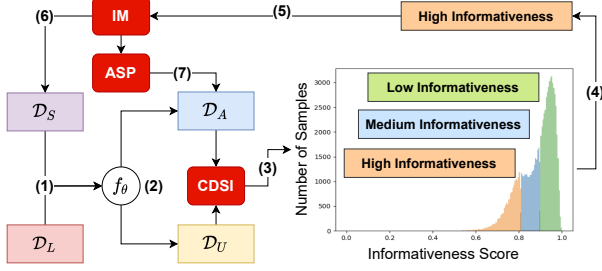 (6)
IM
(5)
High Informativeness
ASP
(7)
𝒟_S
𝒟_A
(1)
f_θ
(2)
CDSI
(3)
(4)
𝒟_L
𝒟_U
Number of Samples
3000
2500
2000
1500
1000
500
0
Low Informativeness
Medium Informativeness
High Informativeness
0.0 0.2 0.4 0.6 0.8 1.0
Informativeness Score